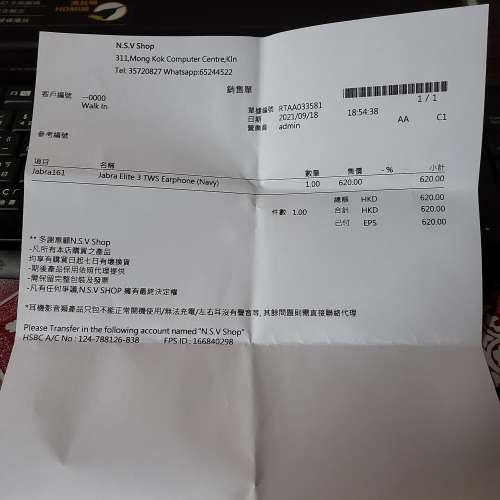 N.S.V Shop
311,Mong Kok Computer Centre,Kln
Tel: 35720827 Whatsapp:65244522
銷售單
客戶編號 --0000
Walk In
1 / 1
單據編號 RTAA033581
日期 2021/09/18 18:54:38
營業員 admin AA C1
參考編號
項目 名稱 數量 售價 -% 小計
Jabra161 Jabra Elite 3 TWS Earphone (Navy) 1.00 620.00 620.00
總額 HKD 620.00
件數 1.00 合計 HKD 620.00
已付 EPS 620.00
** 多謝惠顧N.S.V Shop
-凡所有本店購買之產品
均享有購買日起七日有壞換貨
-期後產品保用依照代理提供
-需保留完整包裝及發票
-凡有任何爭議,N.S.V SHOP 擁有最終決定權
*耳機影音類產品只包不能正常開機使用/無法充電/左右耳沒有聲音等, 其餘問題則需直接聯絡代理
Please Transfer in the following account named "N.S.V Shop"
HSBC A/C No : 124-788126-838 FPS ID : 166840298